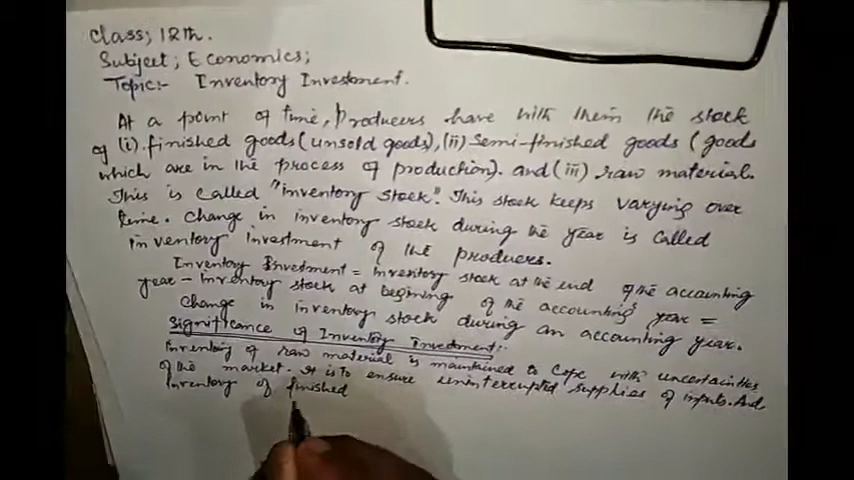 Class; 12th.
Subject; Economics;
Topic:- Inventory Investment.
At a point of time, Producers have with them the stock
of (i). finished goods (unsold goods), (ii) Semi-finished goods (goods
which are in the process of production). and (iii) raw material.
This is called "inventory stock". This stock keeps varying over
time. Change in inventory stock during the year is called
inventory investment of the producers.
Inventory Investment = inventory stock at the end of the accounting
year - inventory stock at begining of the accounting year =
Change in inventory stock during an accounting year.
Significance of Inventory Investment:-
Inventory of raw material is maintained to cope with uncertainities
of the market. It is to ensure uninterrupted supplies of inputs. And
Inventory of finished